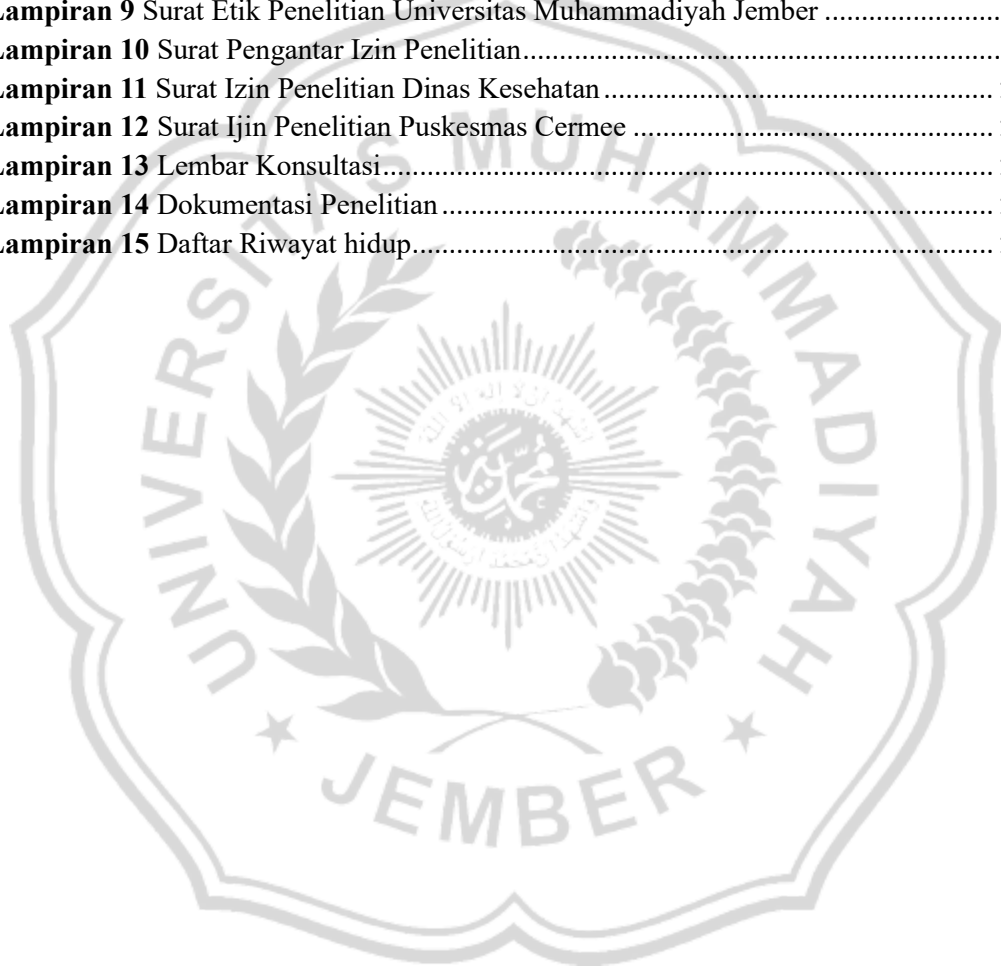 Lampiran 9 Surat Etik Penelitian Universitas Muhammadiyah Jember ......................
Lampiran 10 Surat Pengantar Izin Penelitian..............................................................
Lampiran 11 Surat Izin Penelitian Dinas Kesehatan ....................................................
Lampiran 12 Surat Ijin Penelitian Puskesmas Cermee ................................................
Lampiran 13 Lembar Konsultasi..................................................................................
Lampiran 14 Dokumentasi Penelitian ..........................................................................
Lampiran 15 Daftar Riwayat hidup..............................................................................
UNIVERSITAS MUHAMMADIYAH
JEMBER